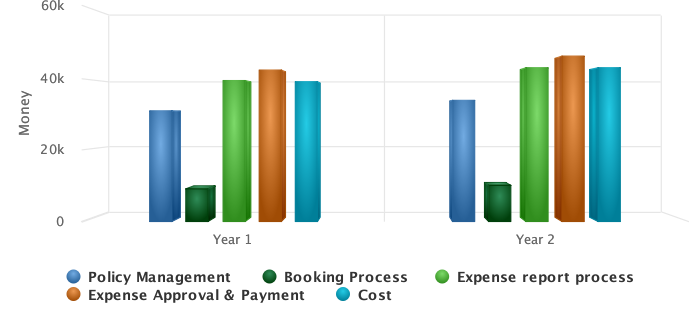 60k
40k
20k
0
Money
Year 1
Year 2
Policy Management
Booking Process
Expense report process
Expense Approval & Payment
Cost